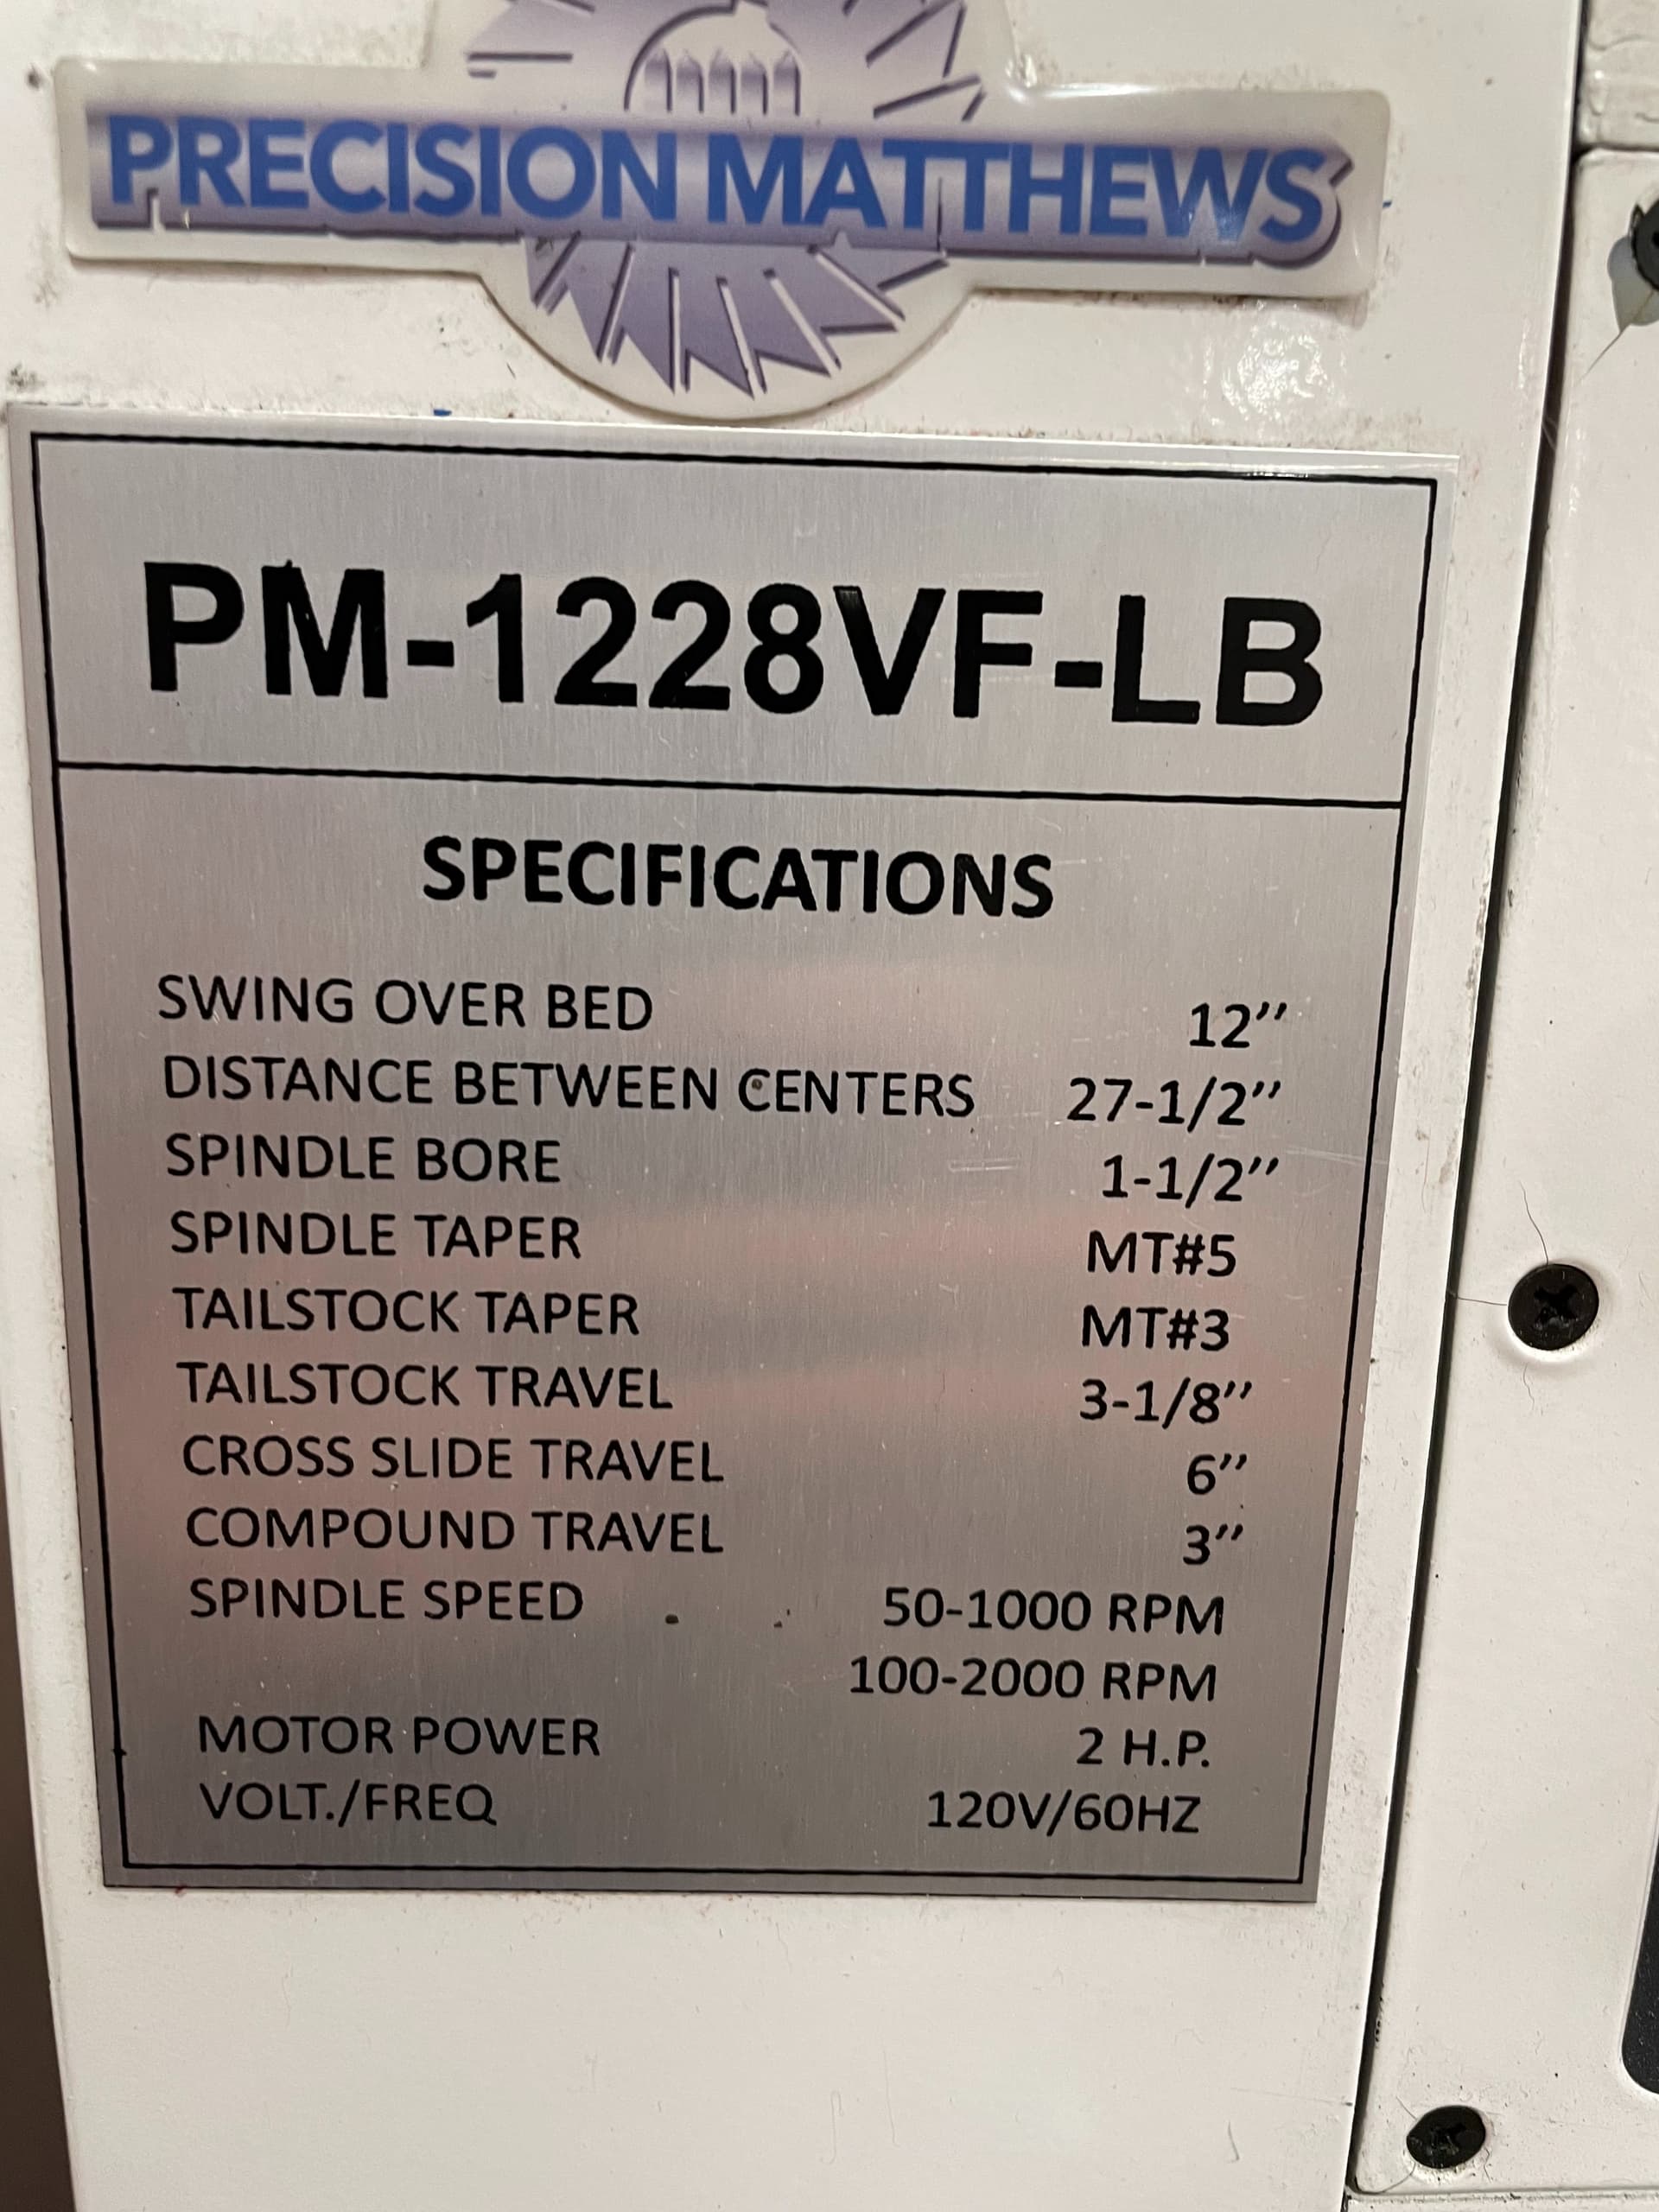 PRECISION MATTHEWS
PM-1228VF-LB
SPECIFICATIONS
SWING OVER BED 12''
DISTANCE BETWEEN CENTERS 27-1/2''
SPINDLE BORE 1-1/2''
SPINDLE TAPER MT#5
TAILSTOCK TAPER MT#3
TAILSTOCK TRAVEL 3-1/8''
CROSS SLIDE TRAVEL 6''
COMPOUND TRAVEL 3''
SPINDLE SPEED 50-1000 RPM
100-2000 RPM
MOTOR POWER 2 H.P.
VOLT./FREQ 120V/60HZ